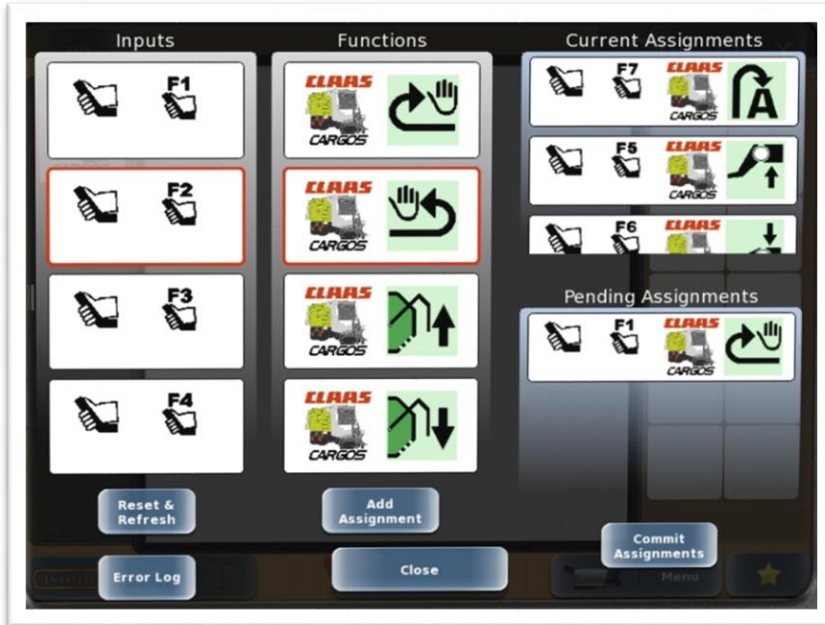 Inputs
Functions
Current Assignments
F1
F2
F3
F4
CLAAS
CARGOS
CLAAS
CARGOS
CLAAS
CARGOS
CLAAS
CARGOS
F7
CLAAS
A
CARGOS
F5
CLAAS
CARGOS
F6
CLAAS
Pending Assignments
F1
CLAAS
CARGOS
Reset &
Refresh
Add
Assignment
Commit
Assignments
Error Log
Close
Menu